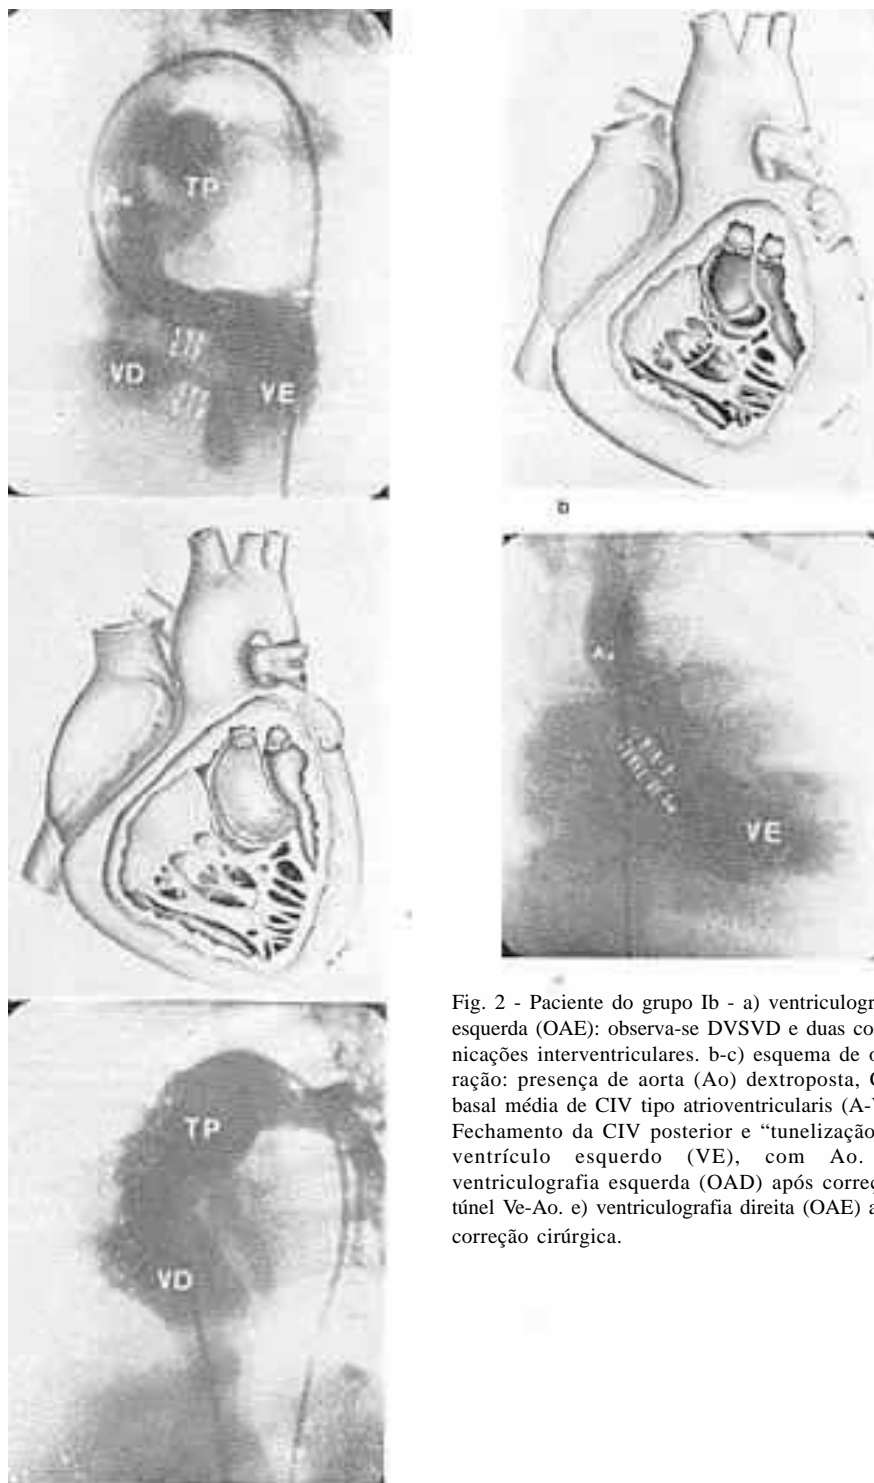 TP
VD
VE
b
Ao
VE
TP
VD
Fig. 2 - Paciente do grupo Ib - a) ventriculogr
esquerda (OAE): observa-se DVSVD e duas co
nicações interventriculares. b-c) esquema de o
ração: presença de aorta (Ao) dextroposta, C
basal média de CIV tipo atrioventricularis (A-V
Fechamento da CIV posterior e “tunelização
ventrículo esquerdo (VE), com Ao.
ventriculografia esquerda (OAD) após correç
túnel Ve-Ao. e) ventriculografia direita (OAE) a
correção cirúrgica.